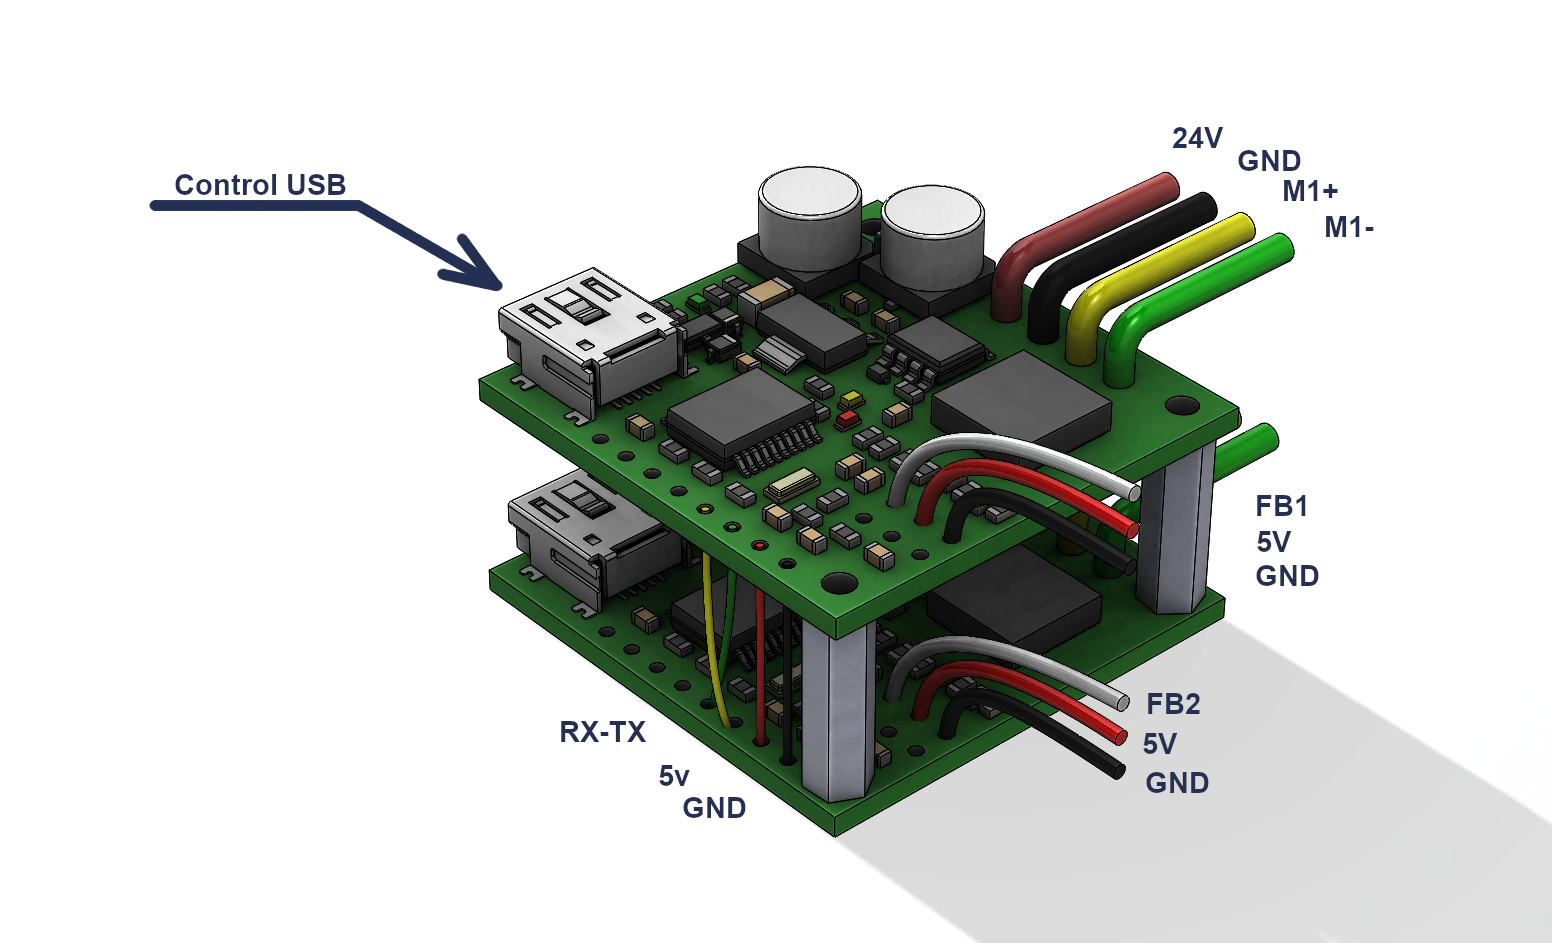 24V
GND
M1+
M1-
Control USB
FB1
5V
GND
FB2
5V
GND
RX-TX
5v
GND